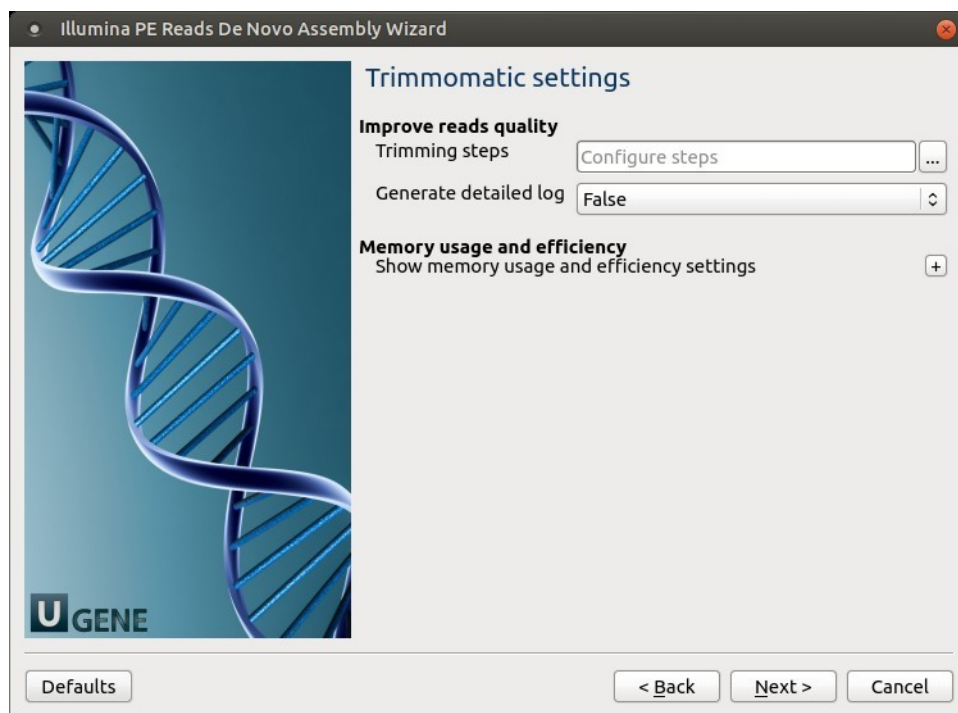 Illumina PE Reads De Novo Assembly Wizard
Trimmomatic settings
Improve reads quality
Trimming steps
Configure steps
...
Generate detailed log
False
Memory usage and efficiency
Show memory usage and efficiency settings
+
U GENE
Defaults
< Back
Next >
Cancel